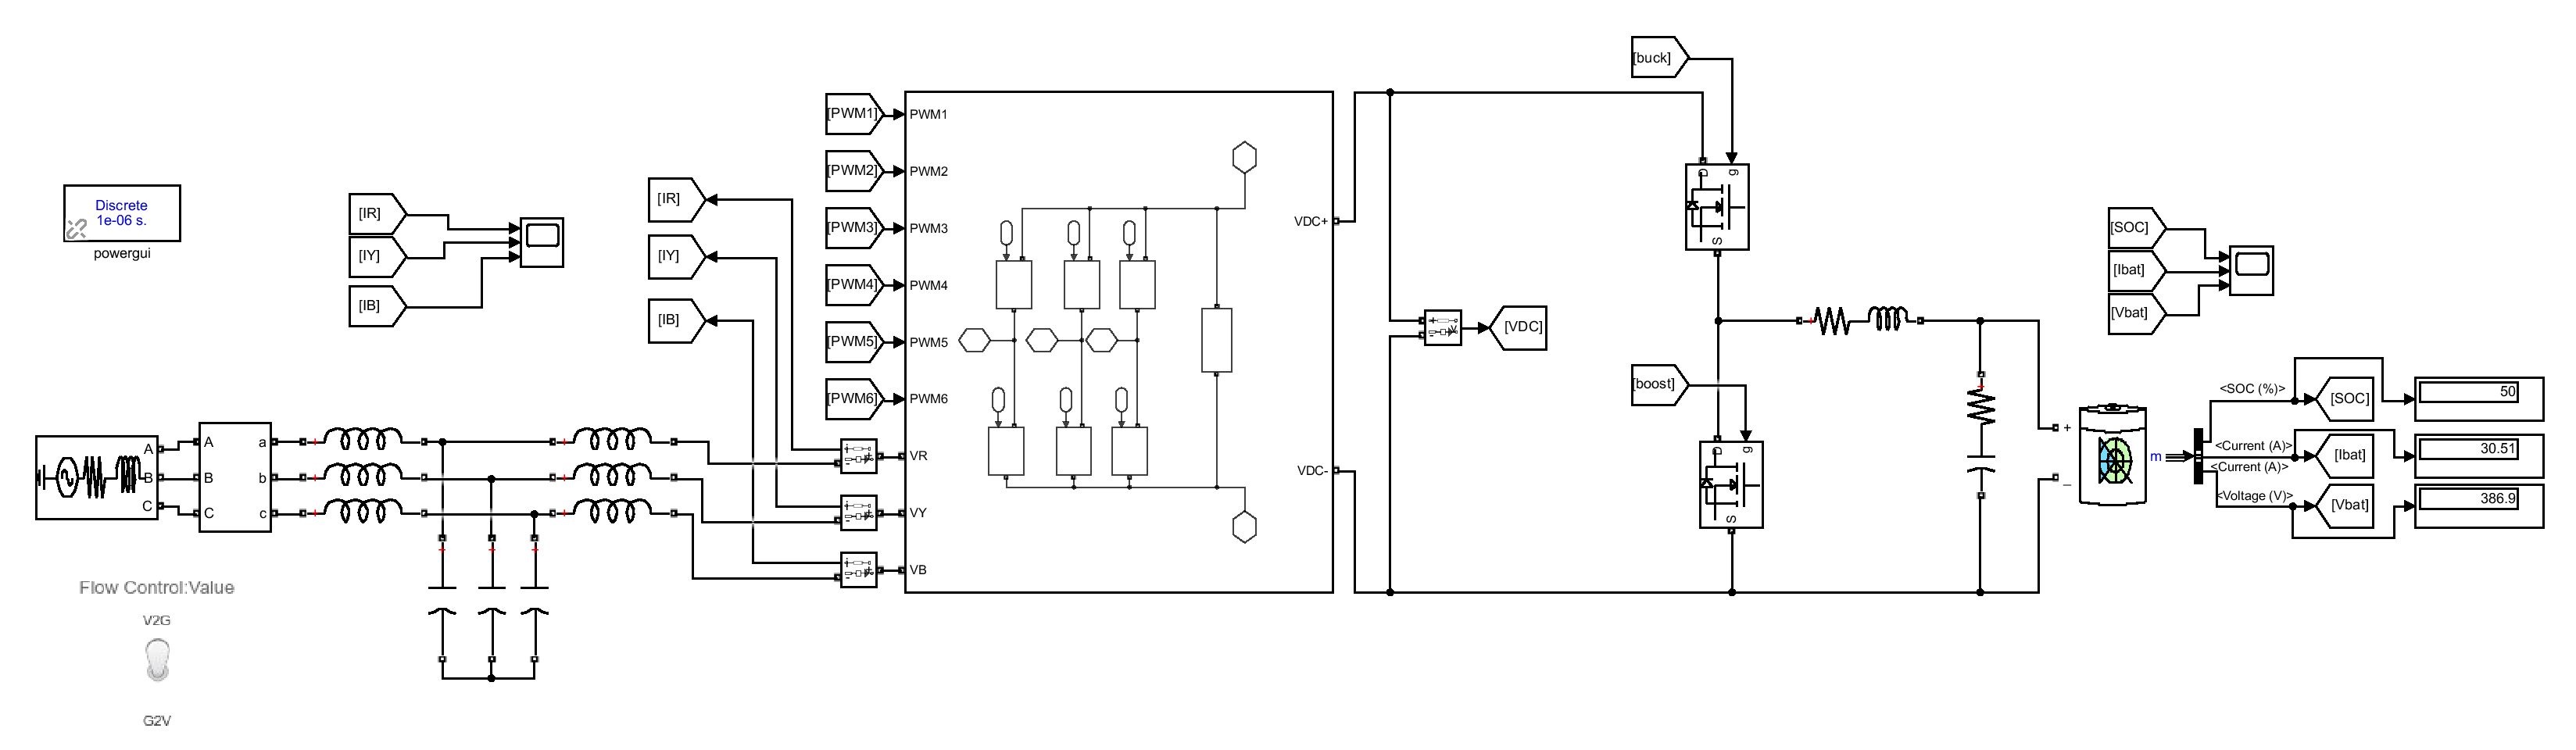 [buck]
[PWM1]
PWM1
[PWM2]
PWM2
[PWM3]
PWM3
[PWM4]
PWM4
[PWM5]
PWM5
[PWM6]
PWM6
VR
VY
VB
VDC+
VDC-
Discrete
1e-06 s.
powergui
[IR]
[IY]
[IB]
[IR]
[IY]
[IB]
D
g
S
[VDC]
[boost]
D
g
S
[SOC]
[Ibat]
[Vbat]
A
B
C
A
B
C
a
b
c
+
_
m
<SOC (%)>
<Current (A)>
<Current (A)>
<Voltage (V)>
[SOC]
[Ibat]
[Vbat]
50
30.51
386.9
Flow Control:Value
V2G
G2V